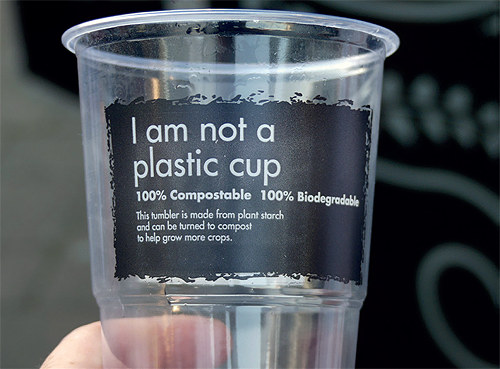 I am not a
plastic cup
100% Compostable 100% Biodegradable
This tumbler is made from plant starch
and can be turned to compost
to help grow more crops.